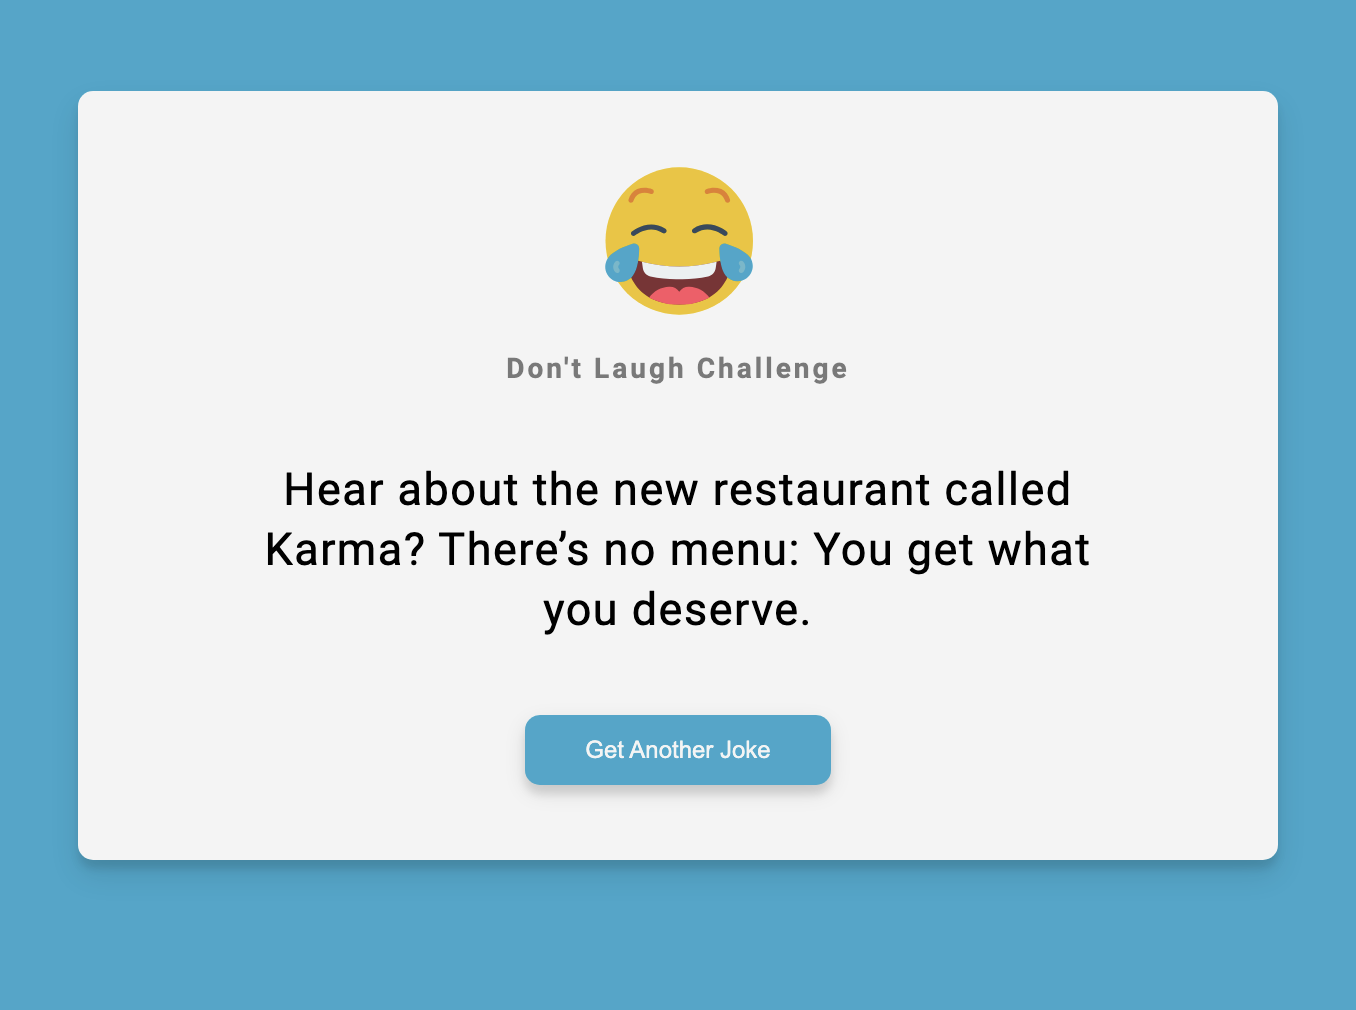 Don't Laugh Challenge
Hear about the new restaurant called
Karma? There’s no menu: You get what
you deserve.
Get Another Joke